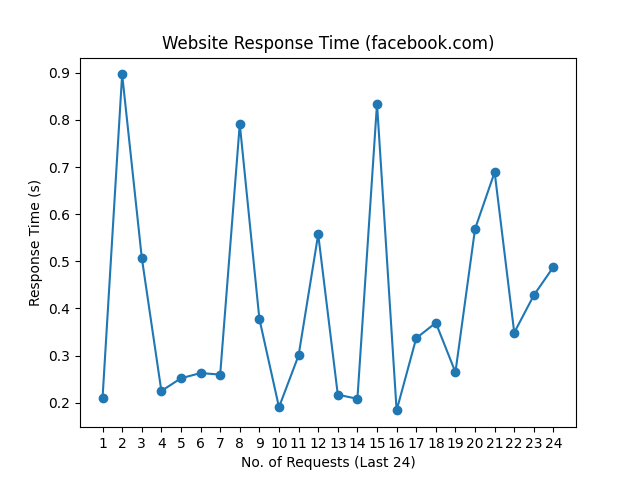 Website Response Time (facebook.com)
0.9
0.8
0.7
0.6
0.5
0.4
0.3
0.2
Response Time (s)
1 2 3 4 5 6 7 8 9 10 11 12 13 14 15 16 17 18 19 20 21 22 23 24
No. of Requests (Last 24)